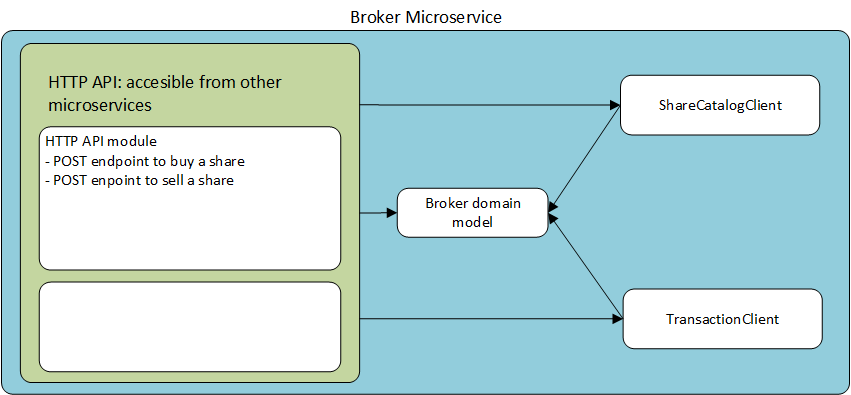 Broker Microservice
HTTP API: accesible from other
microservices
HTTP API module
- POST endpoint to buy a share
- POST enpoint to sell a share
ShareCatalogClient
Broker domain
model
TransactionClient